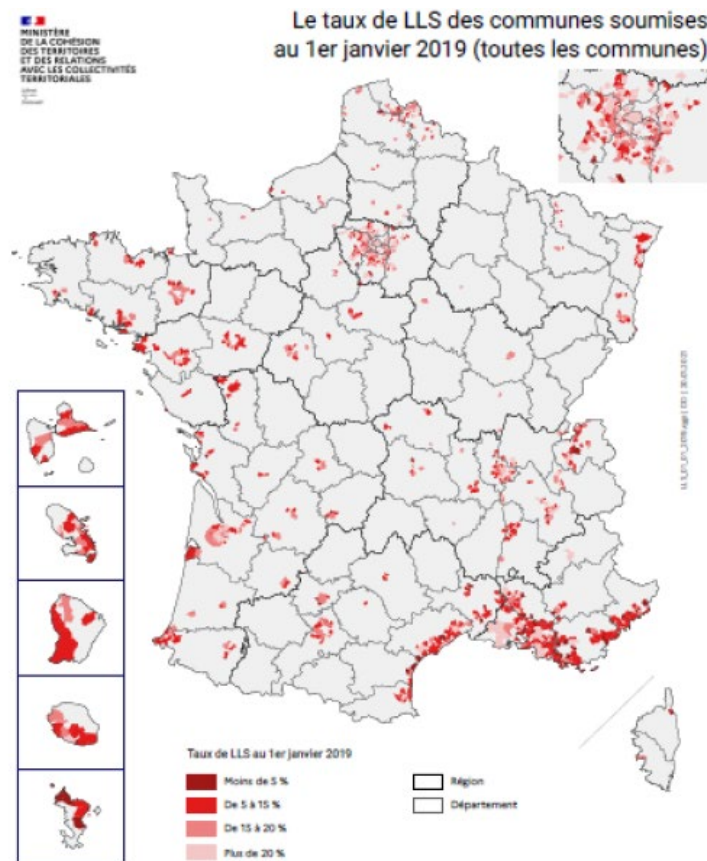 MINISTÈRE
DE LA COHÉSION
DES TERRITOIRES
ET DES RELATIONS
AVEC LES COLLECTIVITÉS
TERRITORIALES
Le taux de LLS des communes soumises
au 1er janvier 2019 (toutes les communes)
Taux de LLS au 1er janvier 2019
Moins de 5 %
De 5 à 15 %
De 15 à 20 %
Plus de 20 %
Région
Département